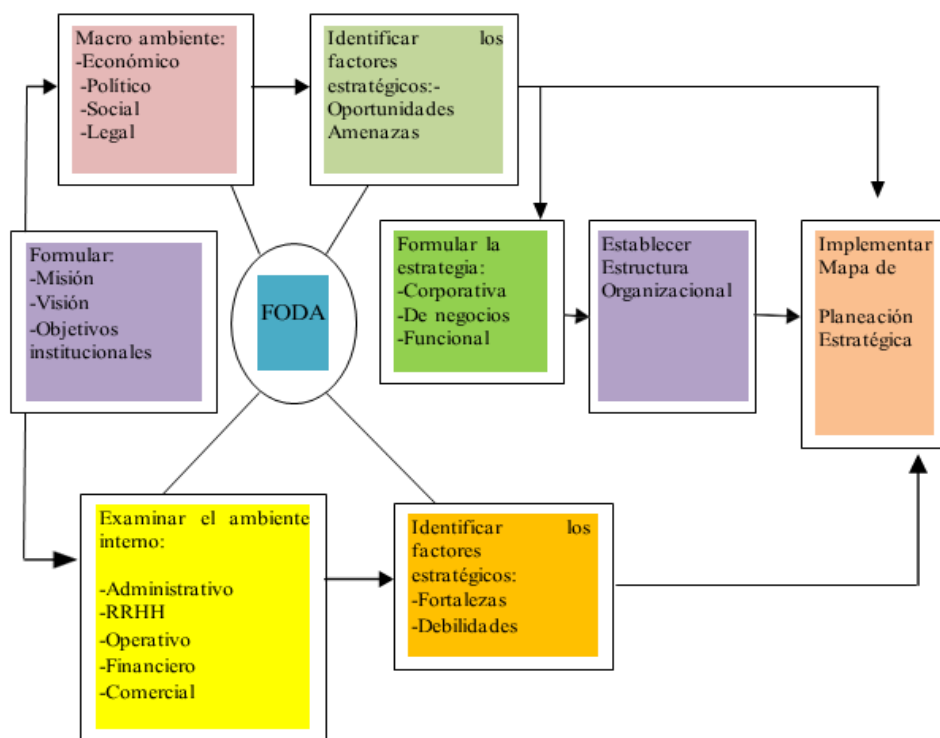 Macro ambiente:
-Económico
-Político
-Social
-Legal
Identificar los
factores
estratégicos:-
Oportunidades
Amenazas
Formular:
-Misión
-Visión
-Objetivos
institucionales
FODA
Formular la
estrategia:
-Corporativa
-De negocios
-Funcional
Establecer
Estructura
Organizacional
Implementar
Mapa de
Planeación
Estratégica
Examinar el ambiente
interno:
-Administrativo
-RRHH
-Operativo
-Financiero
-Comercial
Identificar los
factores
estratégicos:
-Fortalezas
-Debilidades